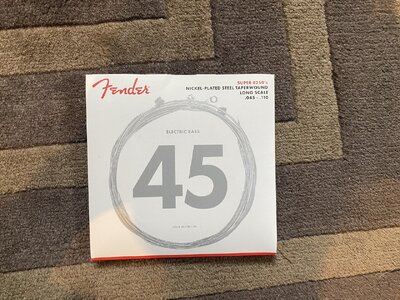 Fender
SUPER 8250's
NICKEL-PLATED STEEL TAPERWOUND
LONG SCALE
.045 - .110
ELECTRIC BASS
45